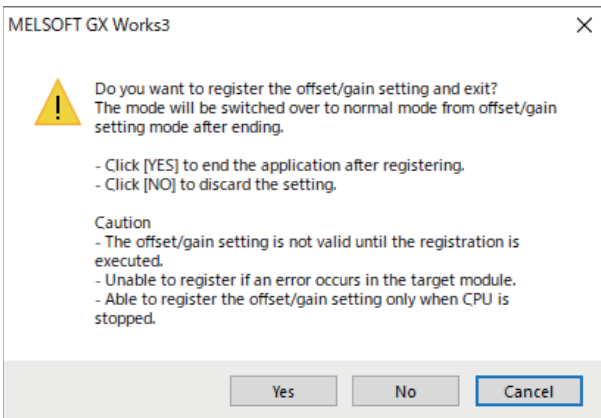 MELSOFT GX Works3
Do you want to register the offset/gain setting and exit?
The mode will be switched over to normal mode from offset/gain
setting mode after ending.
- Click [YES] to end the application after registering.
- Click [NO] to discard the setting.
Caution
- The offset/gain setting is not valid until the registration is
executed.
- Unable to register if an error occurs in the target module.
- Able to register the offset/gain setting only when CPU is
stopped.
Yes No Cancel